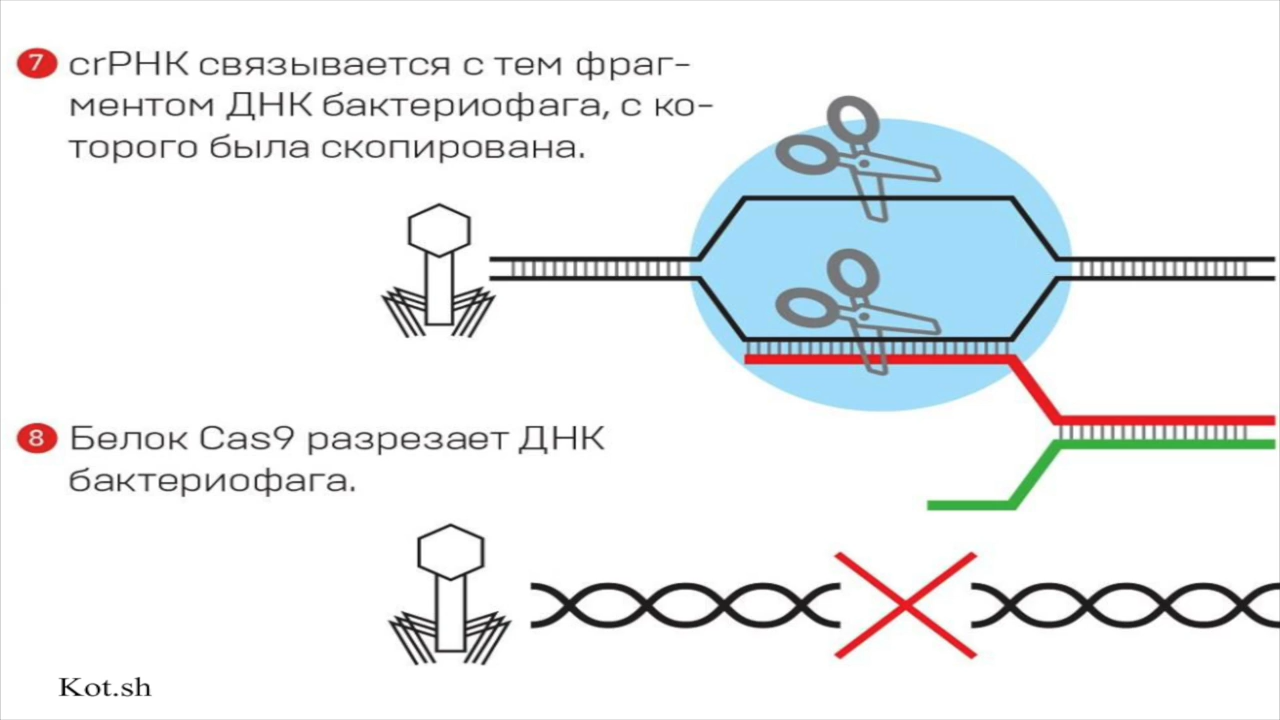 7 crРНК связывается с тем фраг-
ментом ДНК бактериофага, с ко-
торого была скопирована.
8 Белок Cas9 разрезает ДНК
бактериофага.
Kot.sh